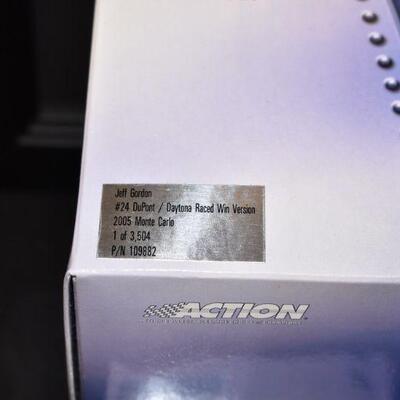 Jeff Gordon
#24 DuPont / Daytona Raced Win Version
2005 Monte Carlo
1 of 3,504
P/N 109882
ACTION